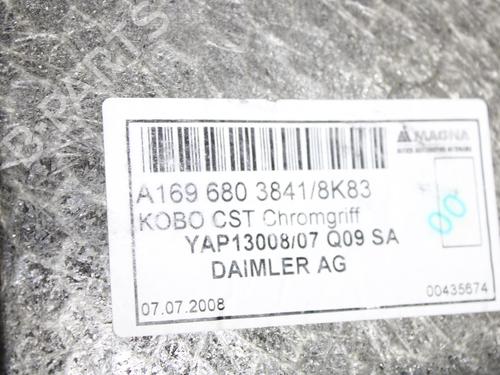 B-PARTS
MAGNA
A169 680 3841/8K83
KOBO CST Chromgriff
YAP13008/07 Q09 SA
DAIMLER AG
00
07.07.2008
00435674